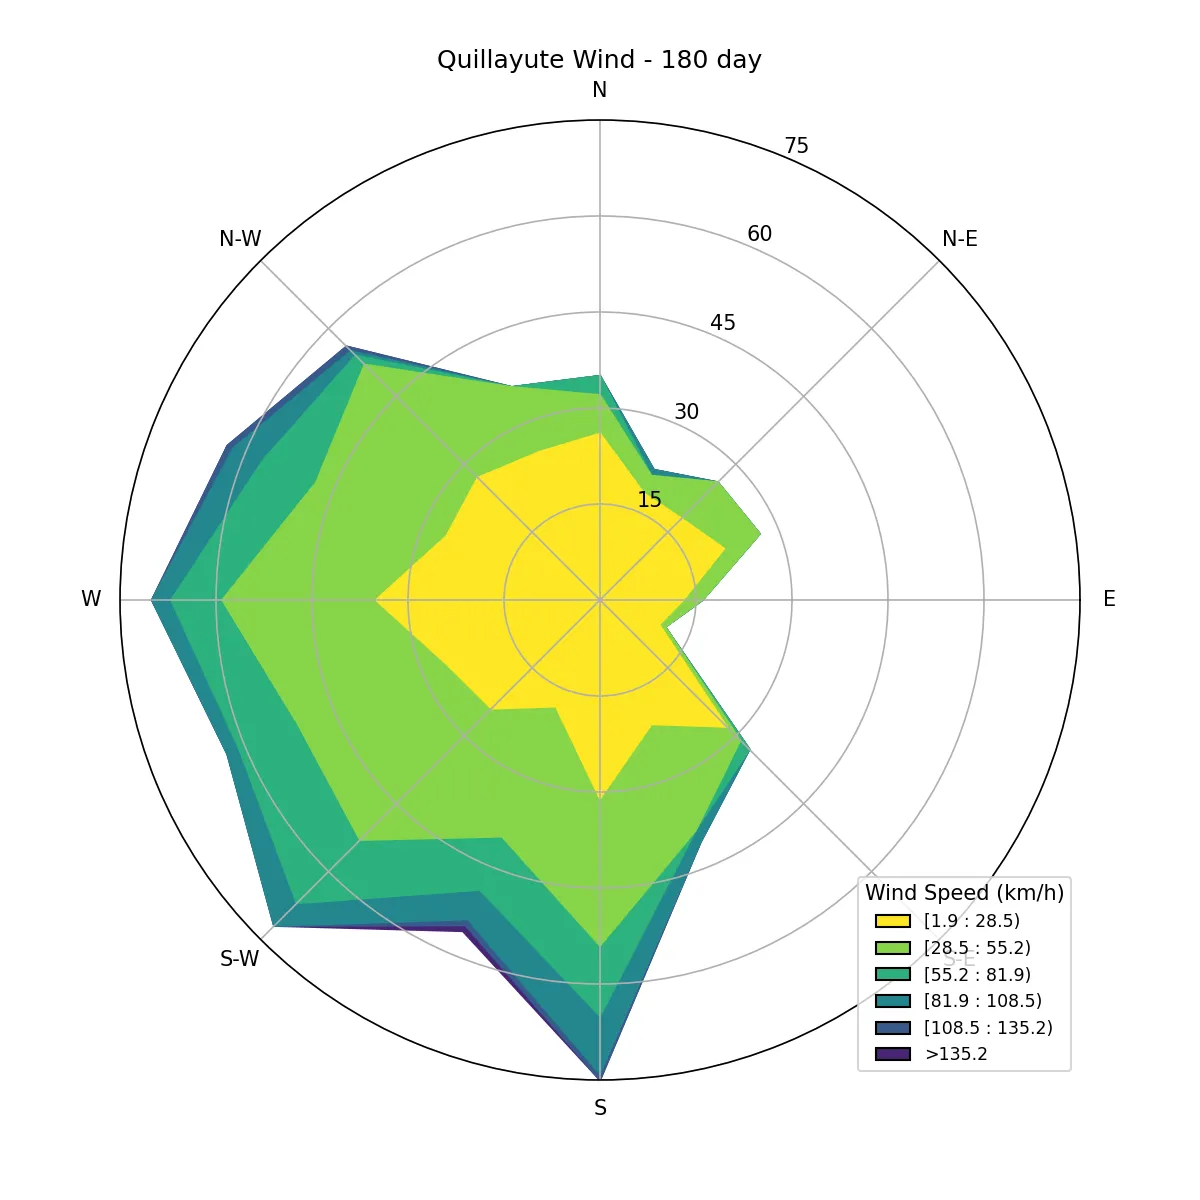 Quillayute Wind - 180 day
N
75
N-W
60
N-E
45
30
15
W
E
S-W
S-E
S
Wind Speed (km/h)
[1.9 : 28.5)
[28.5 : 55.2)
[55.2 : 81.9)
[81.9 : 108.5)
[108.5 : 135.2)
>135.2